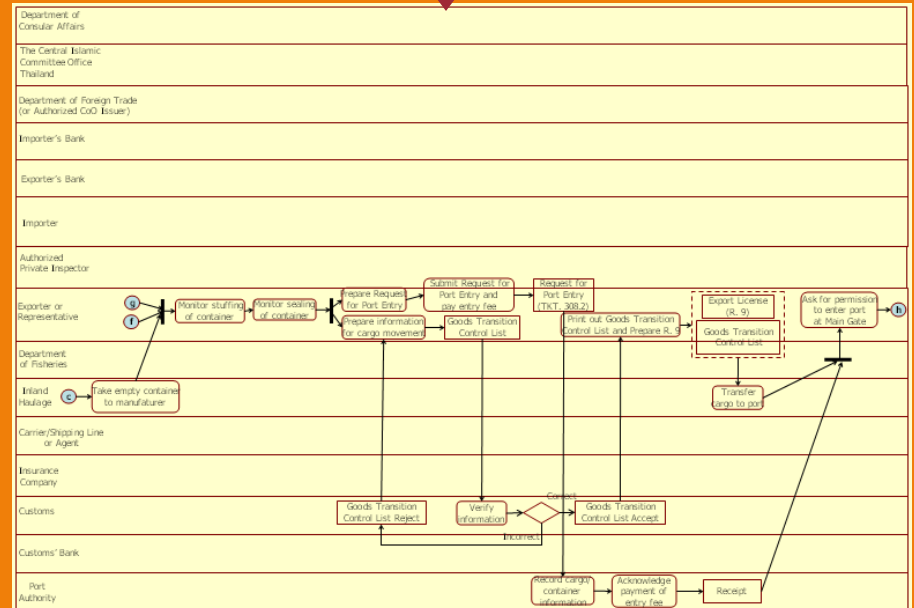 Department of
Consular Affairs
The Central Islamic
Committee Office
Thailand
Department of Foreign Trade
(or Authorized CoO Issuer)
Importer's Bank
Exporter's Bank
Importer
Authorized
Private Inspector
Exporter or
Representative
g
f
Monitor stuffing
of container
Monitor sealing
of container
Prepare Request
for Port Entry
Prepare information
for cargo movement
Submit Request for
Port Entry and
pay entry fee
Goods Transition
Control List
Request for
Port Entry
(TKT. 308.2)
Print out Goods Transition
Control List and Prepare R. 9
Export License
(R. 9)
Goods Transition
Control List
Ask for permission
to enter port
at Main Gate
h
Department
of Fisheries
Inland
Haulage
c
Take empty container
to manufaturer
Transfer
cargo to port
Carrier/Shipping Line
or Agent
Insurance
Company
Customs
Goods Transition
Control List Reject
Verify
information
Correct
Incorrect
Goods Transition
Control List Accept
Customs' Bank
Port
Authority
Record cargo/
container
information
Acknowledge
payment of
entry fee
Receipt